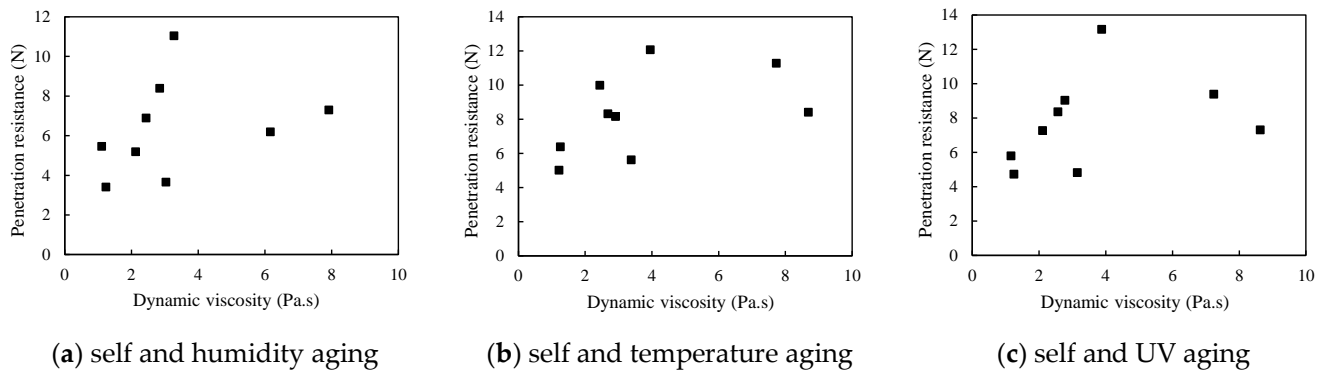 12
10
8
6
4
2
0
Penetration resistance (N)
0 2 4 6 8 10
Dynamic viscosity (Pa.s)
(a) self and humidity aging
14
12
10
8
6
4
2
0
Penetration resistance (N)
0 2 4 6 8 10
Dynamic viscosity (Pa.s)
(b) self and temperature aging
14
12
10
8
6
4
2
0
Penetration resistance (N)
0 2 4 6 8 10
Dynamic viscosity (Pa.s)
(c) self and UV aging